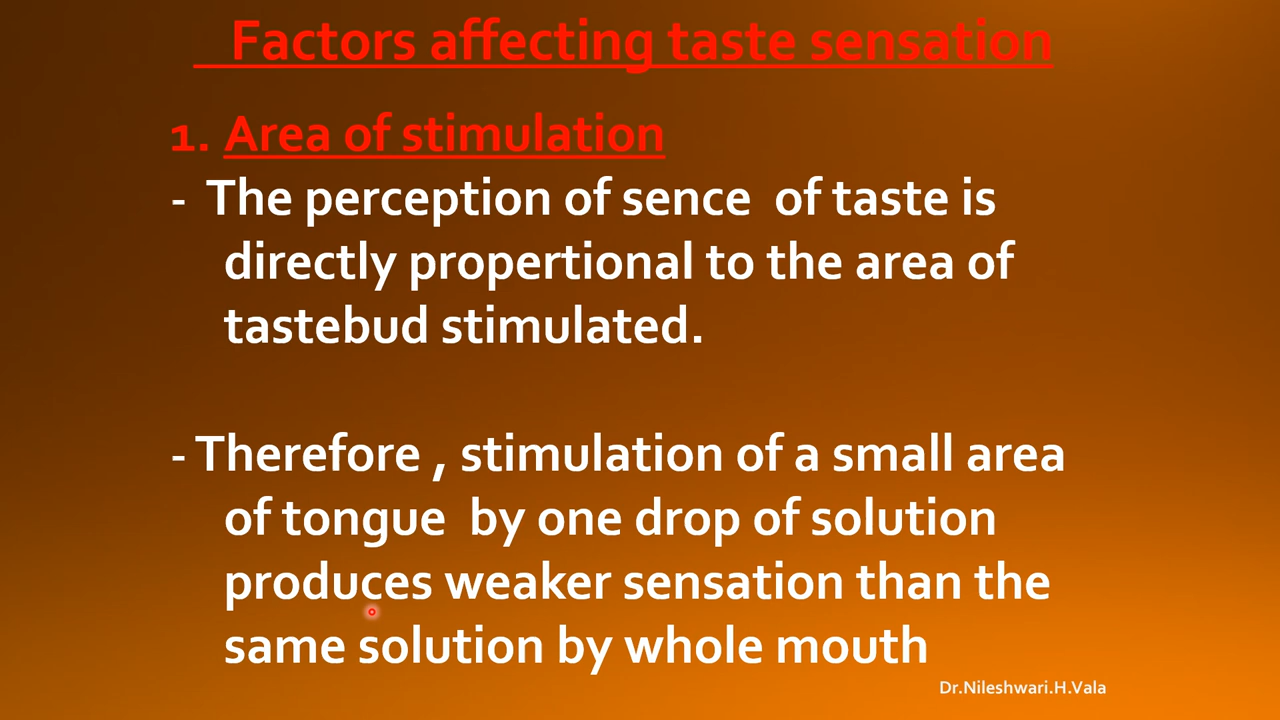 Factors affecting taste sensation
1. Area of stimulation
- The perception of sence of taste is
directly propertional to the area of
tastebud stimulated.
- Therefore , stimulation of a small area
of tongue by one drop of solution
produces weaker sensation than the
same solution by whole mouth
Dr.Nileshwari.H.Vala